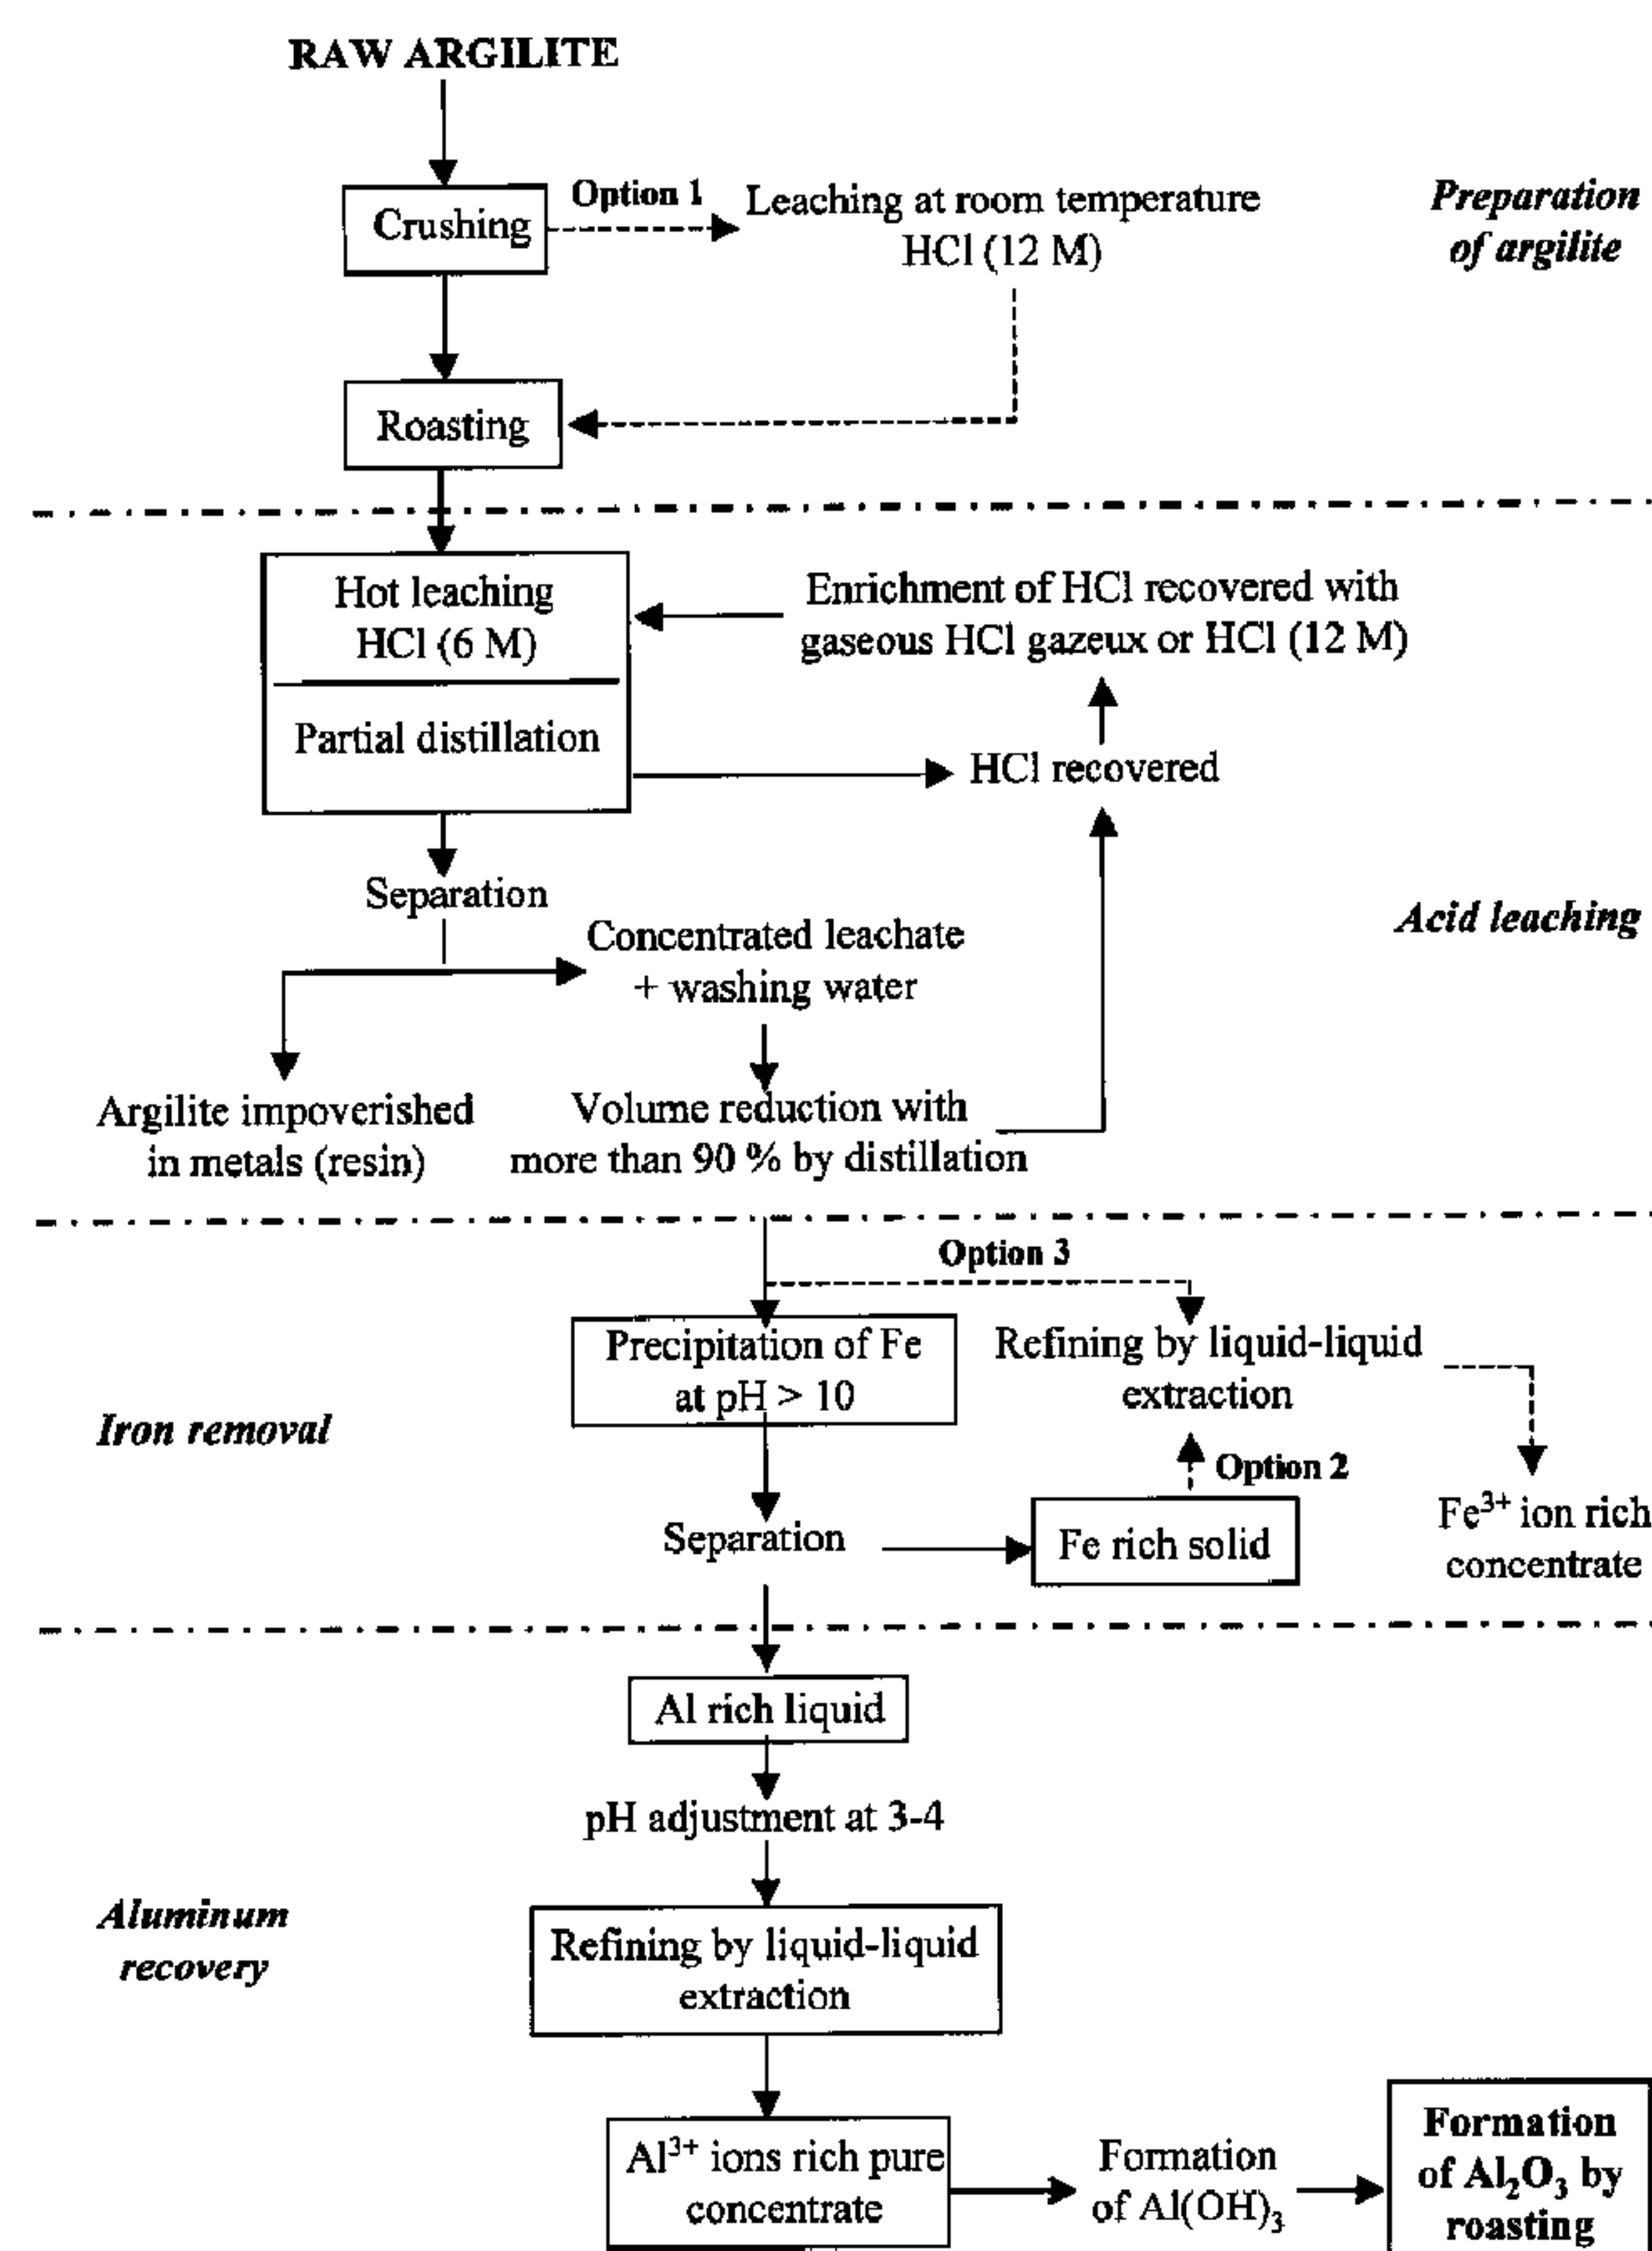 RAW ARGILITE
Crushing
Option 1
Leaching at room temperature
HCl (12 M)
Preparation
of argilite
Roasting
Hot leaching
HCl (6 M)
Partial distillation
Enrichment of HCl recovered with
gaseous HCl gazeux or HCl (12 M)
HCl recovered
Separation
Concentrated leachate
+ washing water
Acid leaching
Argilite impoverished
in metals (resin)
Volume reduction with
more than 90 % by distillation
Option 3
Precipitation of Fe
at pH > 10
Refining by liquid-liquid
extraction
Iron removal
Option 2
Separation
Fe rich solid
Fe³⁺ ion rich
concentrate
Al rich liquid
pH adjustment at 3-4
Aluminum
recovery
Refining by liquid-liquid
extraction
Al³⁺ ions rich pure
concentrate
Formation
of Al(OH)₃
Formation
of Al₂O₃ by
roasting